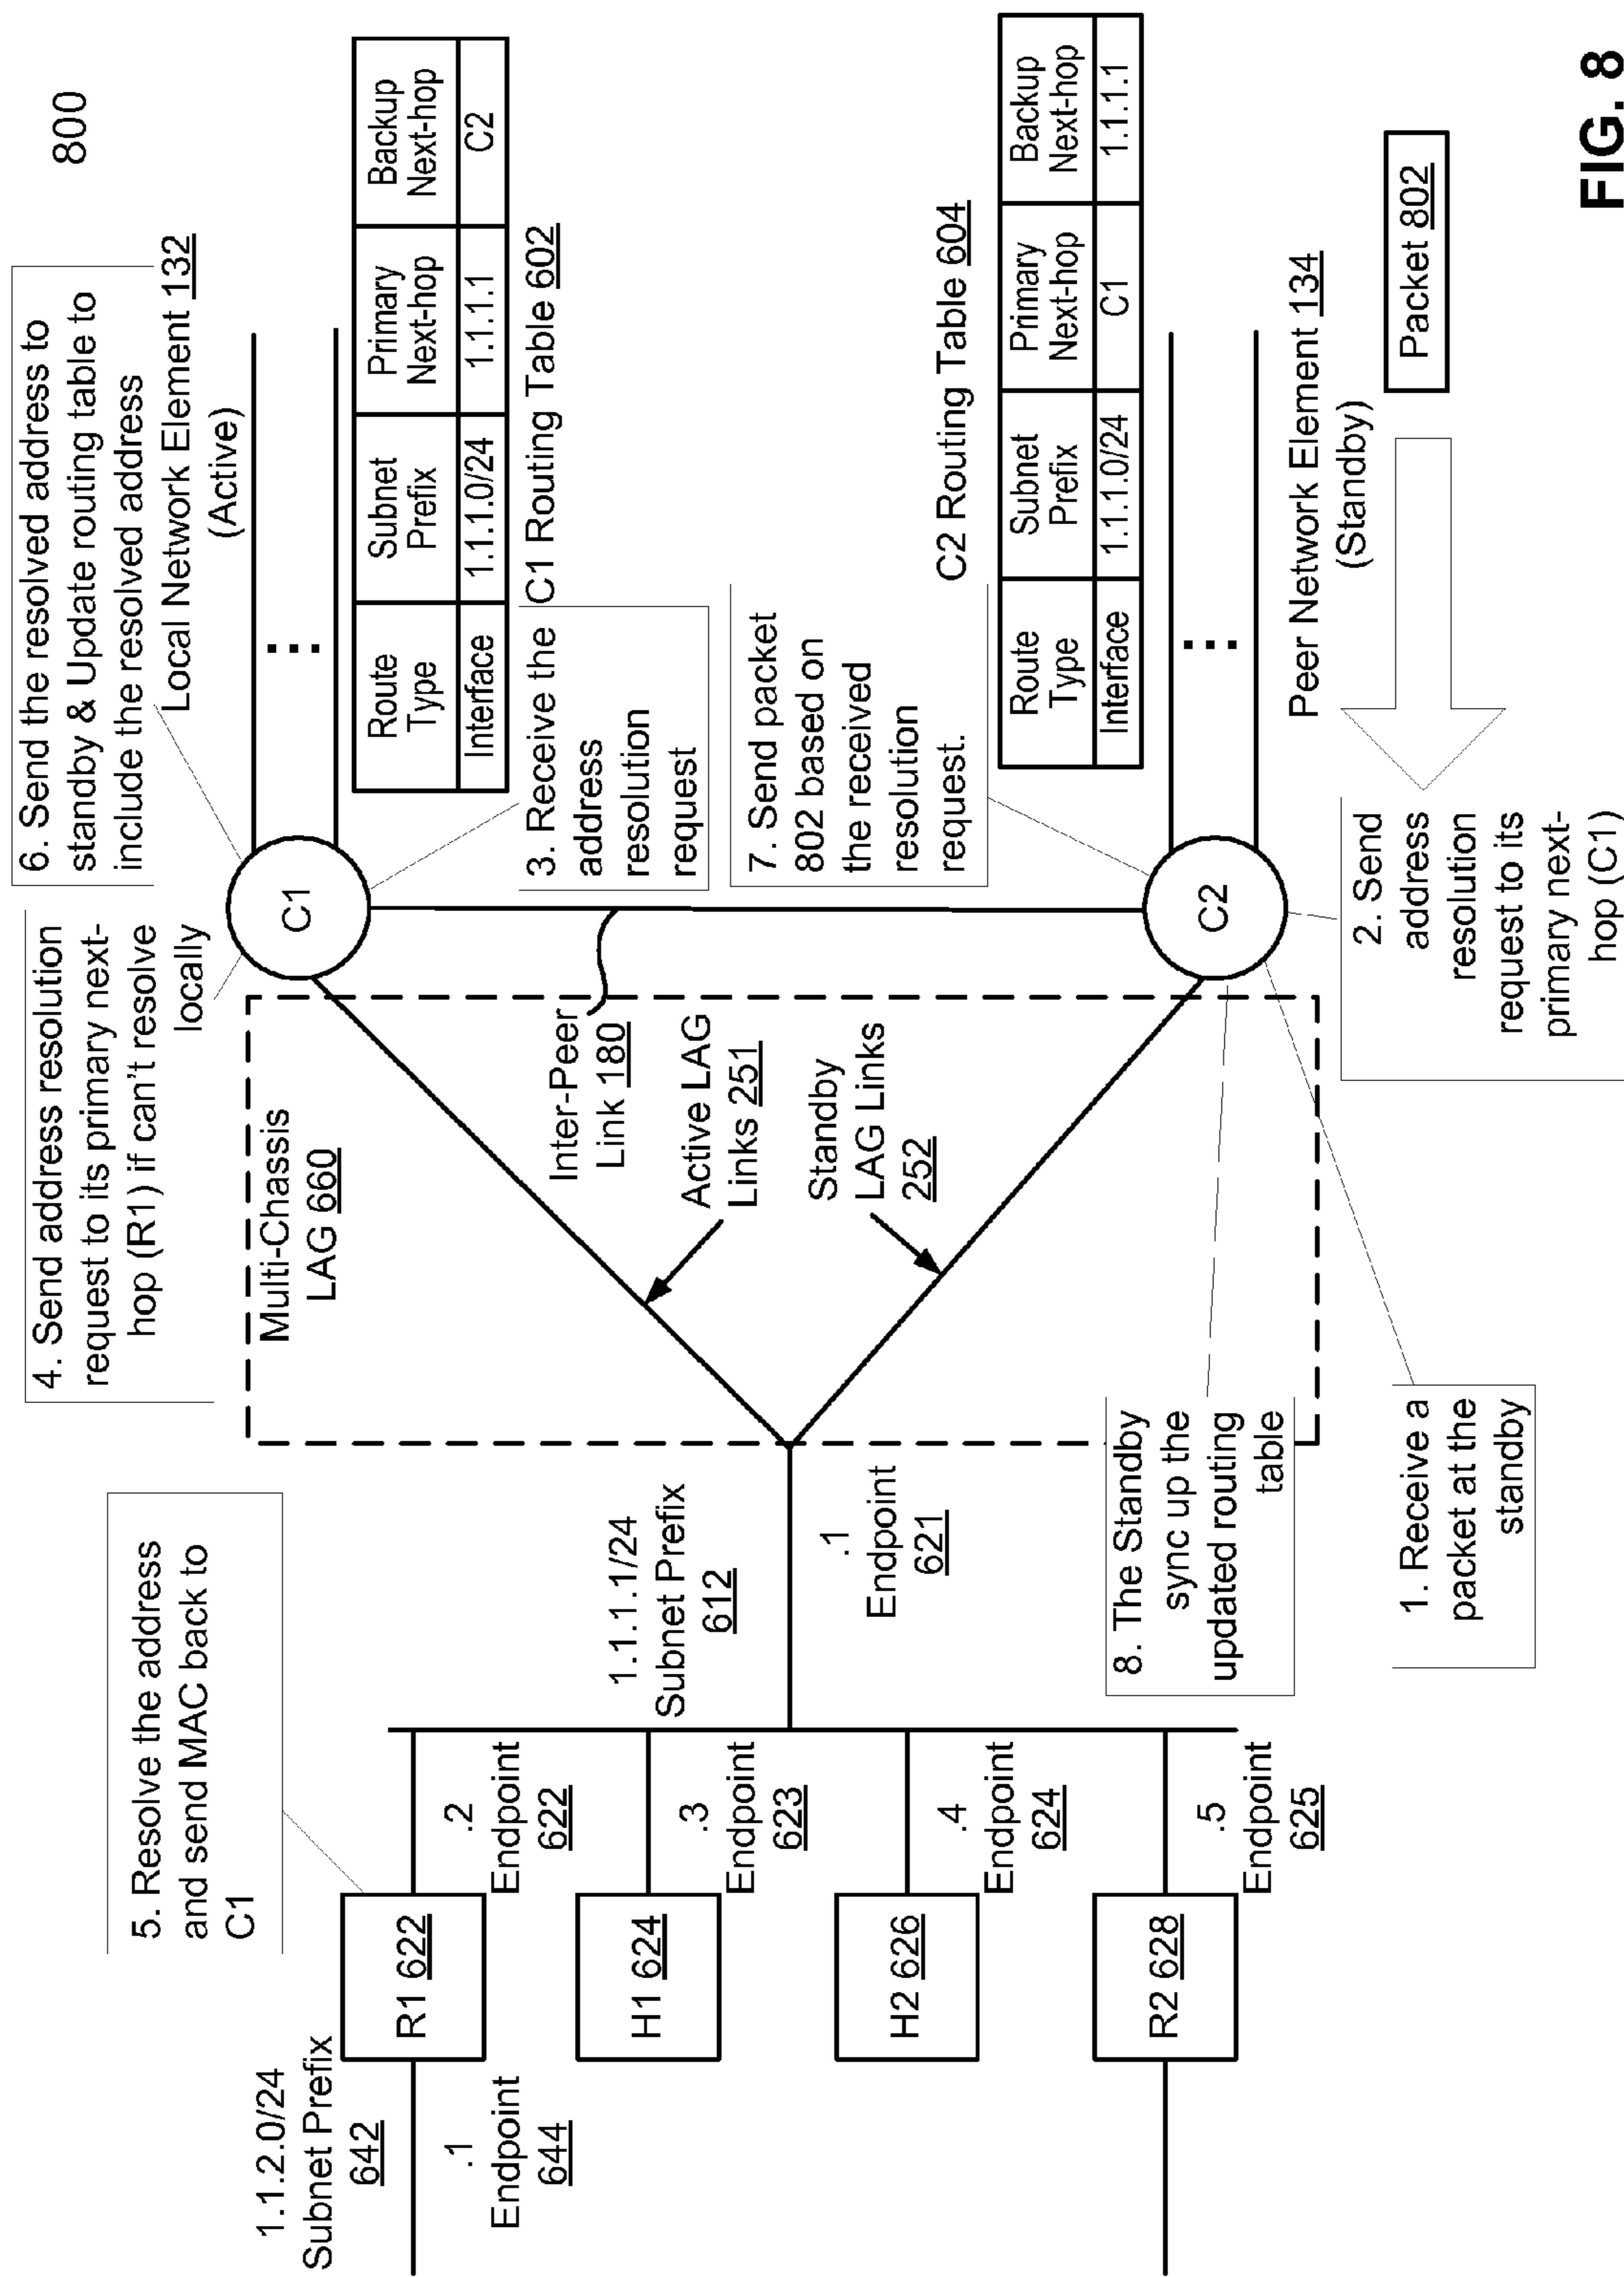 800
6. Send the resolved address to
standby & Update routing table to
include the resolved address
Local Network Element 132
(Active)
4. Send address resolution
request to its primary next-
hop (R1) if can't resolve
locally
C1
...
Route
Type
Subnet
Prefix
Primary
Next-hop
Backup
Next-hop
Interface
1.1.1.0/24
1.1.1.1
C2
C1 Routing Table 602
3. Receive the
address
resolution
request
5. Resolve the address
and send MAC back to
C1
Multi-Chassis
LAG 660
Inter-Peer
Link 180
Active LAG
Links 251
Standby
LAG Links
252
1.1.2.0/24
Subnet Prefix
642
.1
Endpoint
644
R1 622
.2
Endpoint
622
H1 624
.3
Endpoint
623
H2 626
.4
Endpoint
624
R2 628
.5
Endpoint
625
1.1.1.1/24
Subnet Prefix
612
.1
Endpoint
621
7. Send packet
802 based on
the received
resolution
request.
C2 Routing Table 604
Route
Type
Subnet
Prefix
Primary
Next-hop
Backup
Next-hop
Interface
1.1.1.0/24
C1
1.1.1.1
C2
...
Peer Network Element 134
(Standby)
8. The Standby
sync up the
updated routing
table
1. Receive a
packet at the
standby
2. Send
address
resolution
request to its
primary next-
hop (C1)
Packet 802
FIG. 8